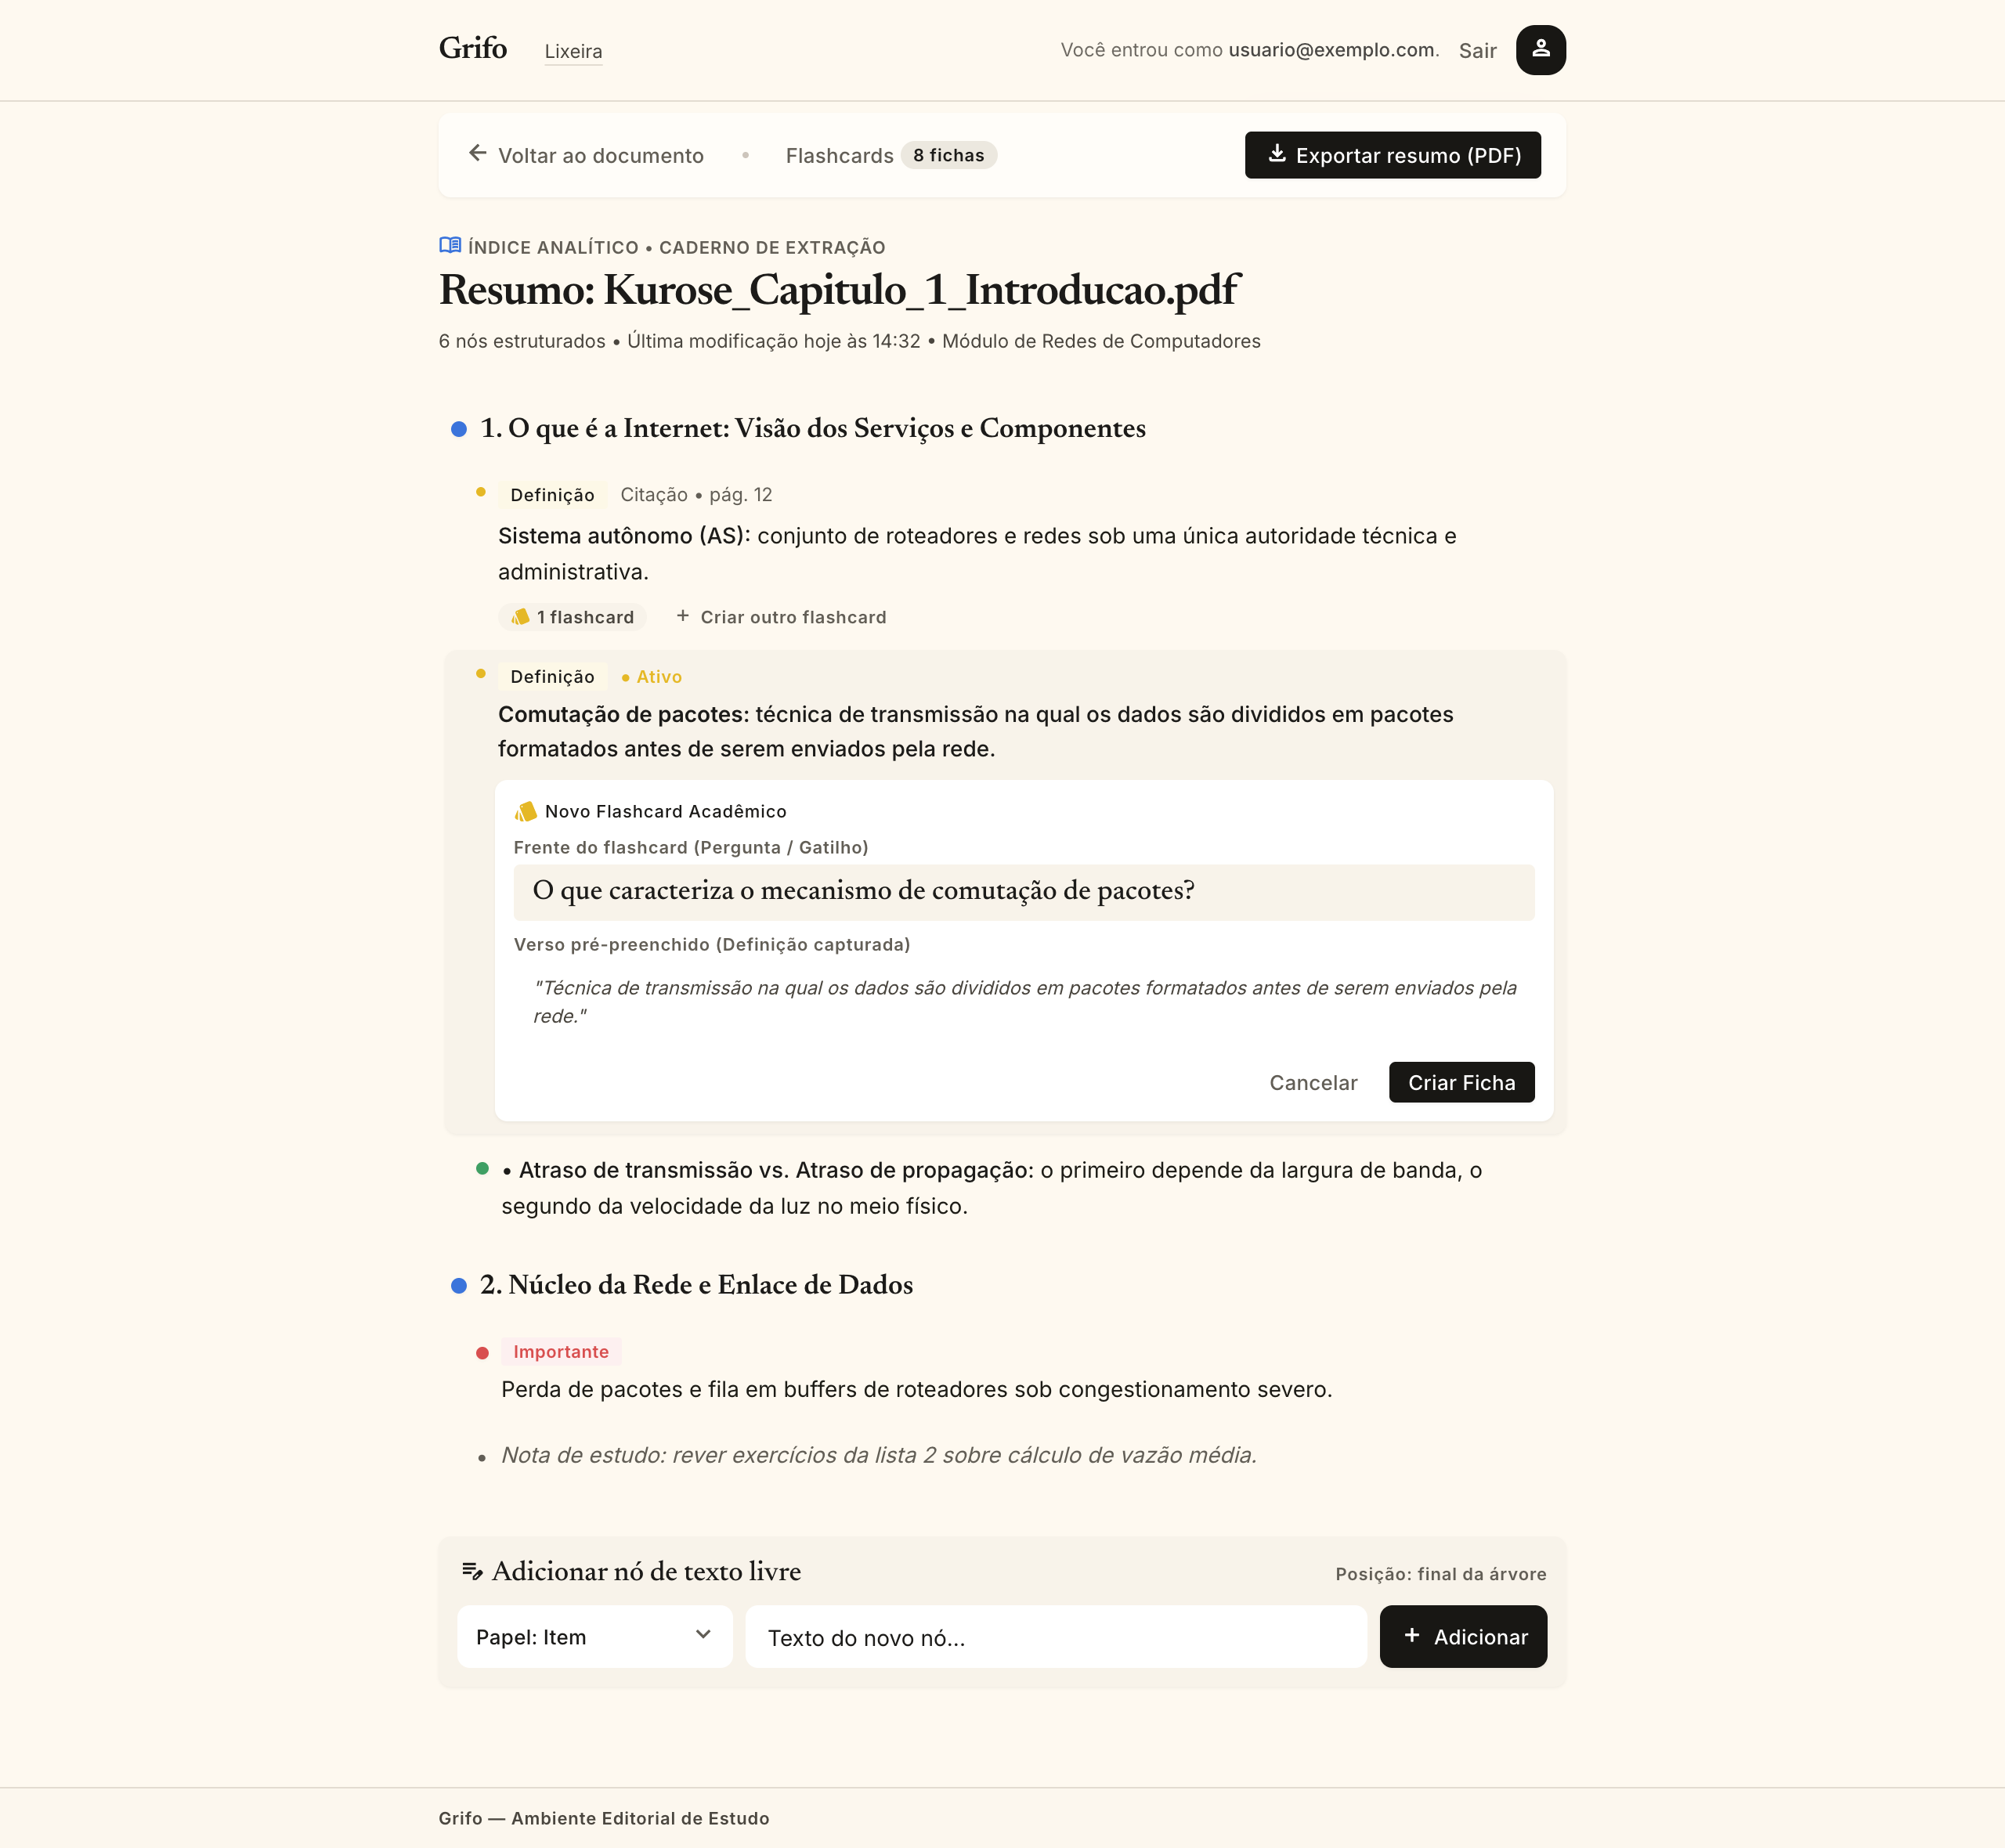 Grifo
Lixeira
Você entrou como usuario@exemplo.com.
Sair
Voltar ao documento
•
Flashcards
8 fichas
Exportar resumo (PDF)
ÍNDICE ANALÍTICO • CADERNO DE EXTRAÇÃO
Resumo: Kurose_Capitulo_1_Introducao.pdf
6 nós estruturados • Última modificação hoje às 14:32 • Módulo de Redes de Computadores
1. O que é a Internet: Visão dos Serviços e Componentes
Definição
Citação • pág. 12
Sistema autônomo (AS): conjunto de roteadores e redes sob uma única autoridade técnica e
administrativa.
1 flashcard
+ Criar outro flashcard
Definição
• Ativo
Comutação de pacotes: técnica de transmissão na qual os dados são divididos em pacotes
formatados antes de serem enviados pela rede.
Novo Flashcard Acadêmico
Frente do flashcard (Pergunta / Gatilho)
O que caracteriza o mecanismo de comutação de pacotes?
Verso pré-preenchido (Definição capturada)
"Técnica de transmissão na qual os dados são divididos em pacotes formatados antes de serem enviados pela
rede."
Cancelar
Criar Ficha
• Atraso de transmissão vs. Atraso de propagação: o primeiro depende da largura de banda, o
segundo da velocidade da luz no meio físico.
2. Núcleo da Rede e Enlace de Dados
Importante
Perda de pacotes e fila em buffers de roteadores sob congestionamento severo.
• Nota de estudo: rever exercícios da lista 2 sobre cálculo de vazão média.
Adicionar nó de texto livre
Posição: final da árvore
Papel: Item
Texto do novo nó...
+ Adicionar
Grifo — Ambiente Editorial de Estudo